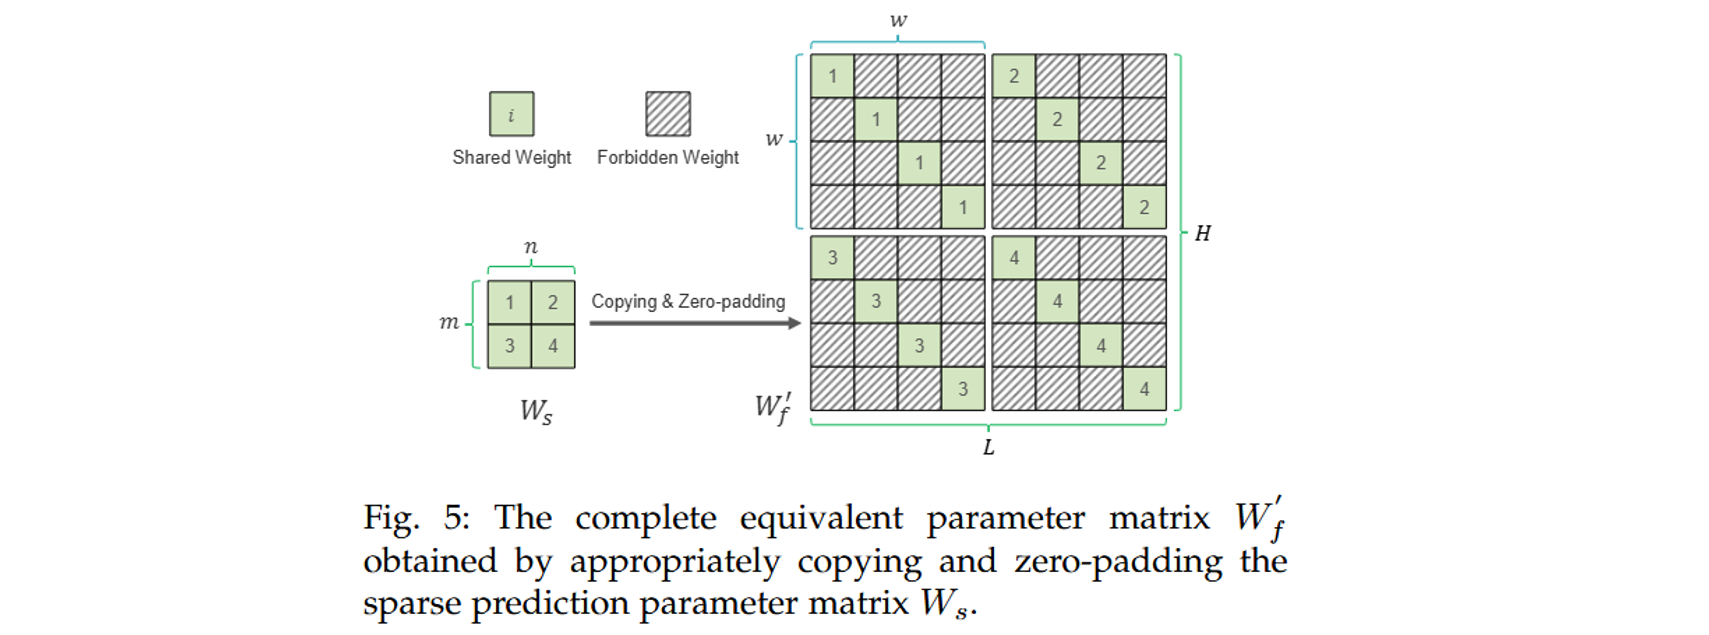 w
1 2
1 2
w
i
Shared Weight Forbidden Weight
1 2
1 2
H
n
3 4
1 2
Copying & Zero-padding
3 4
m
3 4
3 4
3 4
W_s
W'_f
L
Fig. 5: The complete equivalent parameter matrix W'_f
obtained by appropriately copying and zero-padding the
sparse prediction parameter matrix W_s.